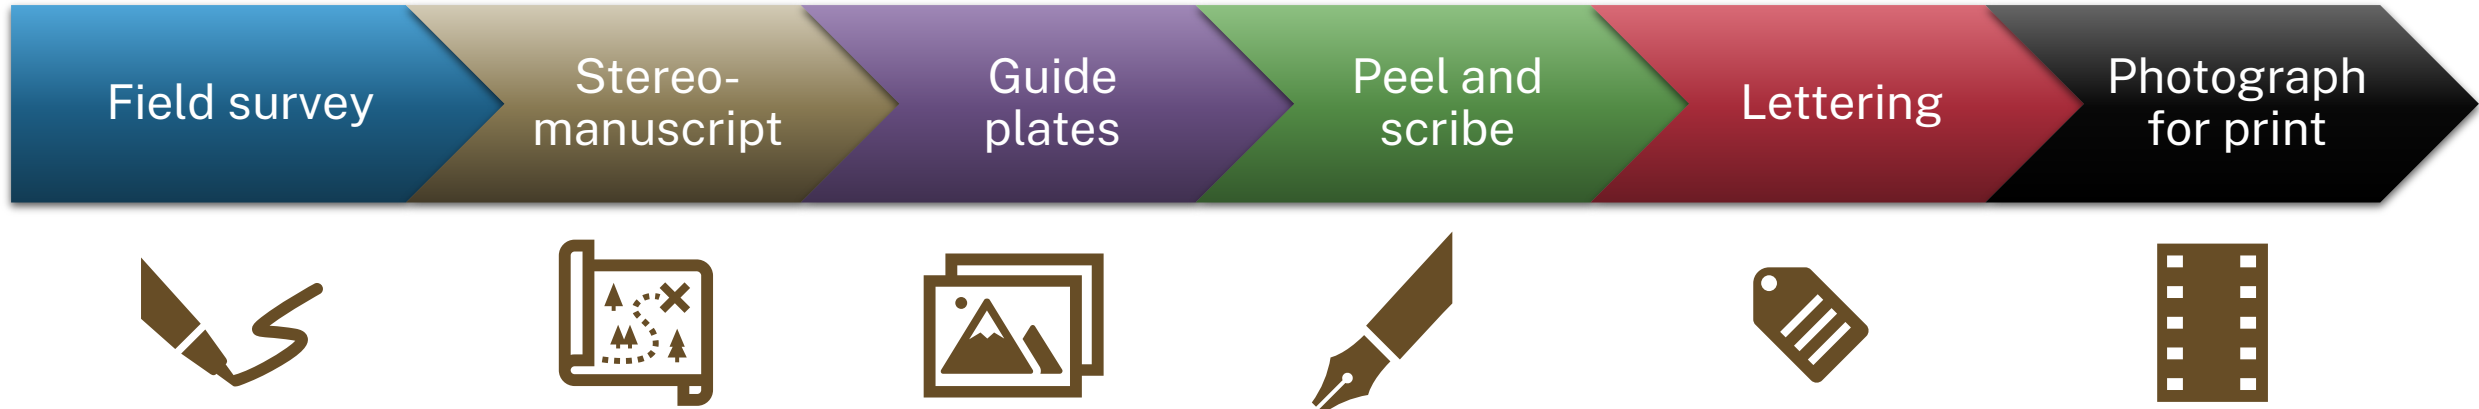 Field survey
Stereo-
manuscript
Guide
plates
Peel and
scribe
Lettering
Photograph
for print